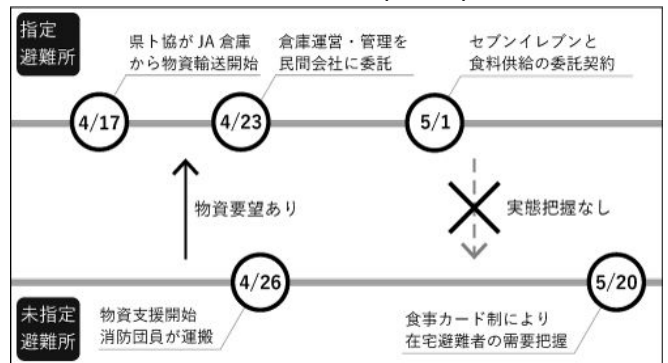 指定
避難所
県ト協が JA 倉庫
から物資輸送開始
倉庫運営・管理を
民間会社に委託
セブンイレブンと
食料供給の委託契約
4/17
4/23
5/1
物資要望あり
実態把握なし
4/26
5/20
未指定
避難所
物資支援開始
消防団員が運搬
食事カード制により
在宅避難者の需要把握